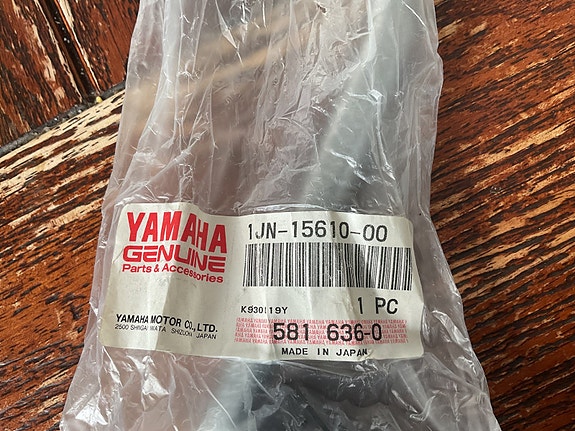 YAMAHA
GENUINE
Parts & Accessories
1JN-15610-00
K930119Y
1 PC
YAMAHA MOTOR CO., LTD.
2500 SHINGAI IWATA SHIZUOKA JAPAN
581 636-0
MADE IN JAPAN